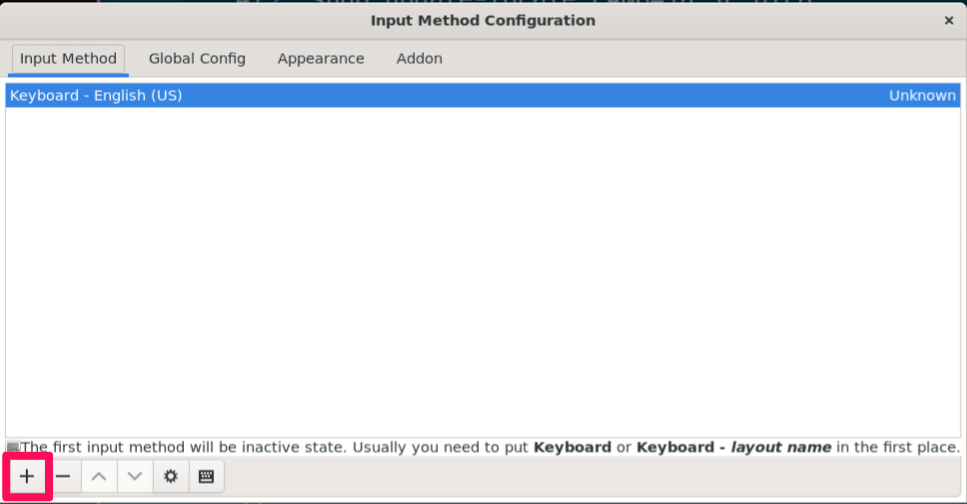 Input Method Configuration
Input Method Global Config Appearance Addon
Keyboard - English (US) Unknown
The first input method will be inactive state. Usually you need to put Keyboard or Keyboard - layout name in the first place.